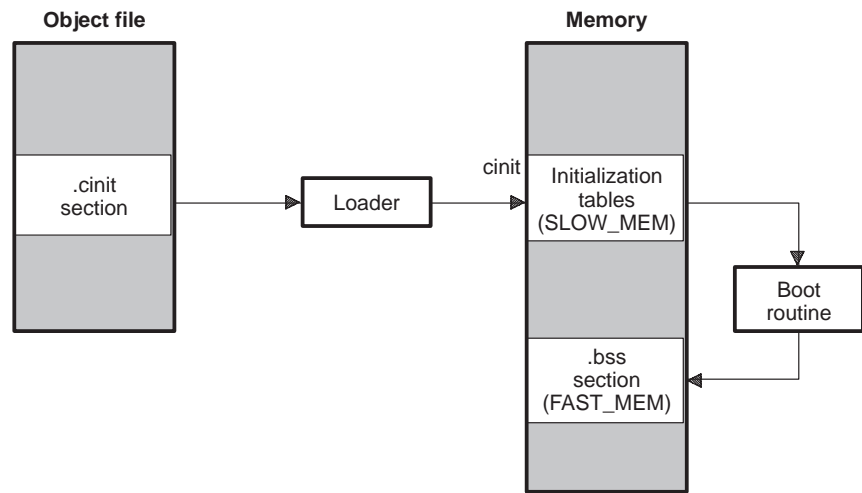 Object file
Memory
.cinit
section
Loader
cinit
Initialization
tables
(SLOW_MEM)
Boot
routine
.bss
section
(FAST_MEM)